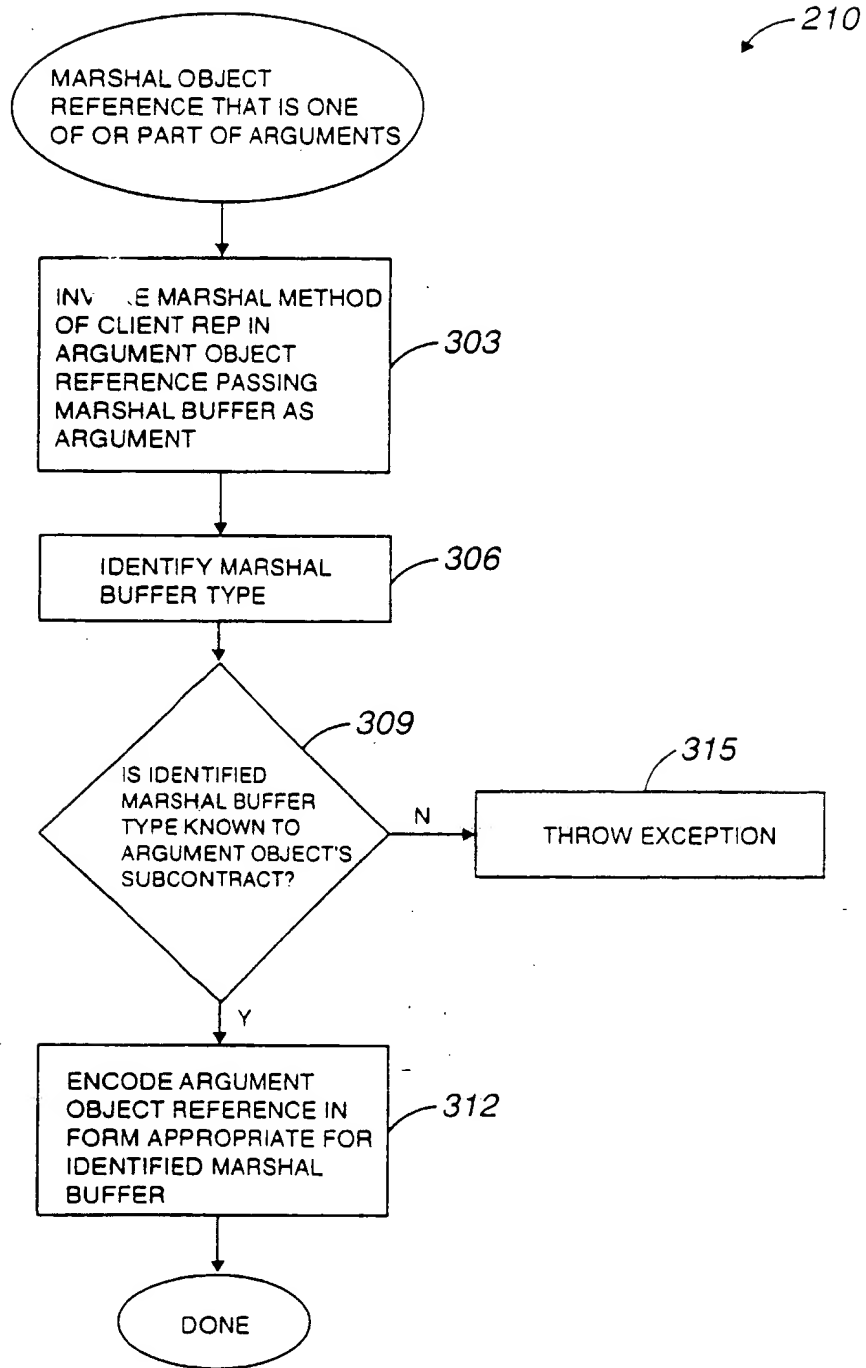 210
MARSHAL OBJECT
REFERENCE THAT IS ONE
OF OR PART OF ARGUMENTS
MARSHAL METHOD
OF CLIENT REP IN
ARGUMENT OBJECT
REFERENCE PASSING
MARSHAL BUFFER AS
ARGUMENT
303
IDENTIFY MARSHAL
BUFFER TYPE
306
309
IS IDENTIFIED
MARSHAL BUFFER
TYPE KNOWN TO
ARGUMENT OBJECT'S
SUBCONTRACT?
N
315
THROW EXCEPTION
Y
ENCODE ARGUMENT
OBJECT REFERENCE IN
FORM APPROPRIATE FOR
IDENTIFIED MARSHAL
BUFFER
312
DONE